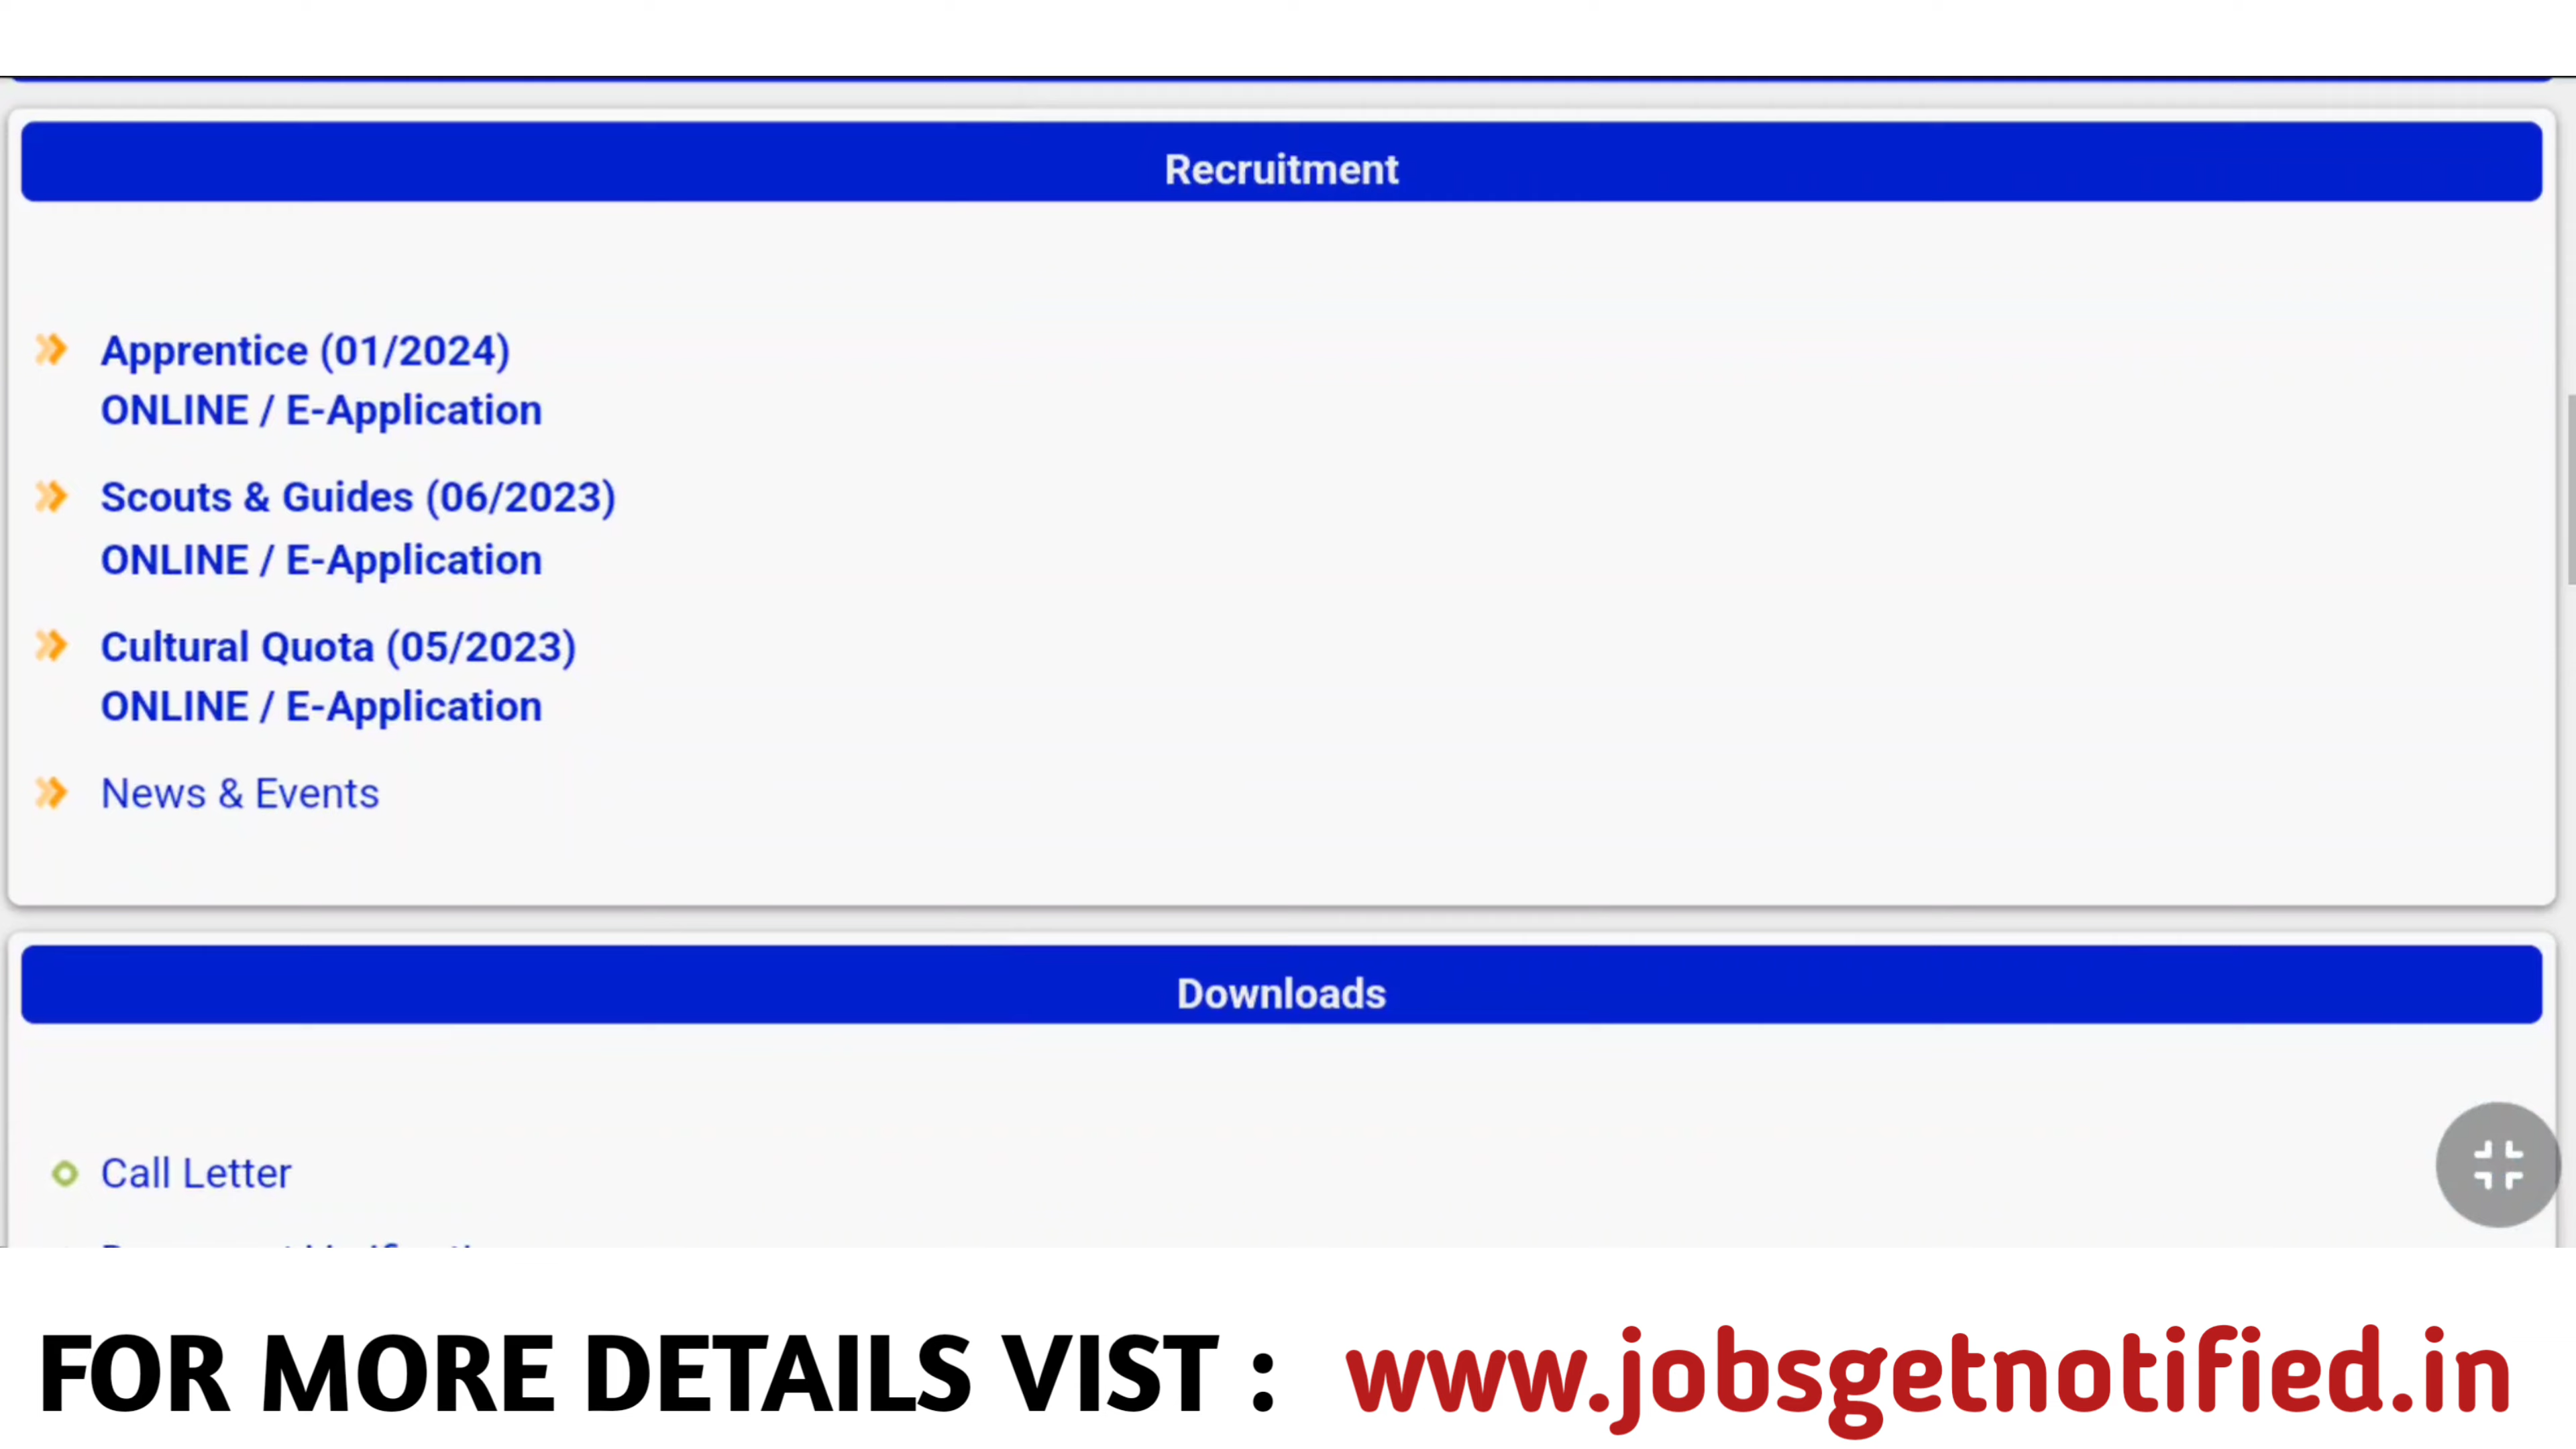 Recruitment
Apprentice (01/2024)
ONLINE / E-Application
Scouts & Guides (06/2023)
ONLINE / E-Application
Cultural Quota (05/2023)
ONLINE / E-Application
News & Events
Downloads
Call Letter
FOR MORE DETAILS VIST : www.jobsgetnotified.in